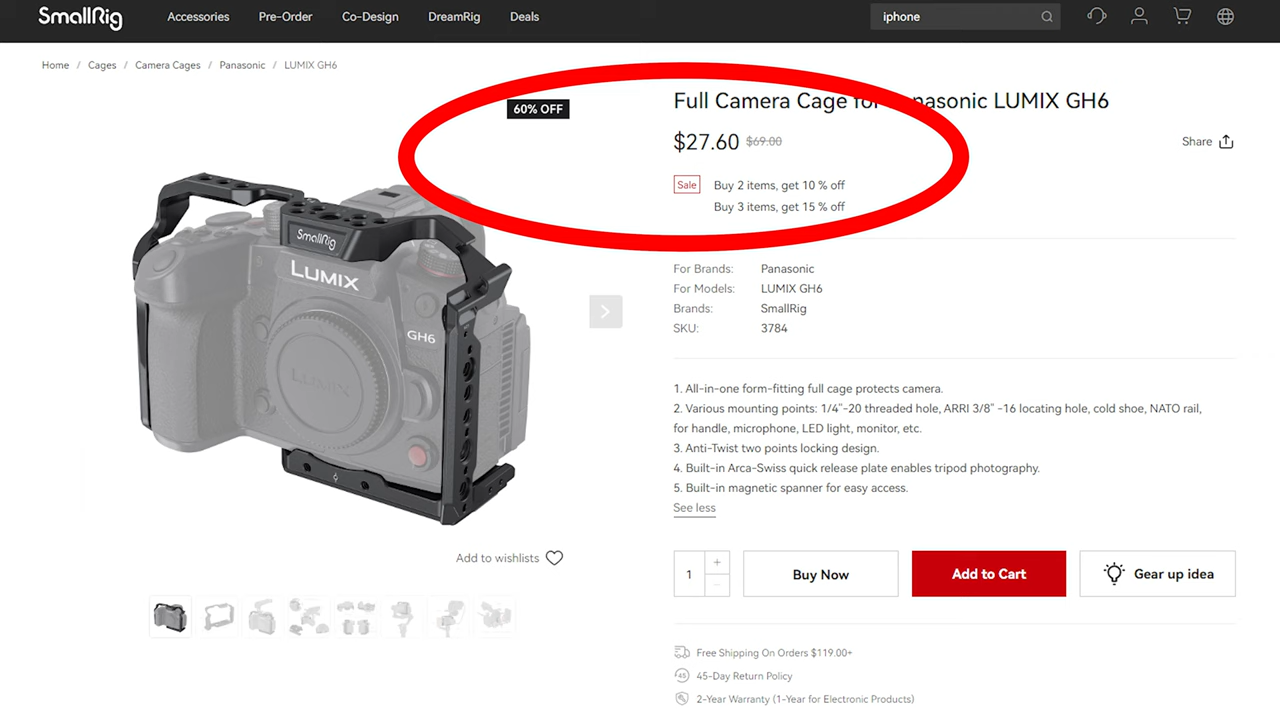 SmallRig
Accessories Pre-Order Co-Design DreamRig Deals
iphone
Home / Cages / Camera Cages / Panasonic / LUMIX GH6
60% OFF
Full Camera Cage for Panasonic LUMIX GH6
$27.60 $69.00
Share
Sale Buy 2 items, get 10 % off
Buy 3 items, get 15 % off
SmallRig
LUMIX
GH6
LUMIX
For Brands: Panasonic
For Models: LUMIX GH6
Brands: SmallRig
SKU: 3784
1. All-in-one form-fitting full cage protects camera.
2. Various mounting points: 1/4"-20 threaded hole, ARRI 3/8" -16 locating hole, cold shoe, NATO rail,
for handle, microphone, LED light, monitor, etc.
3. Anti-Twist two points locking design.
4. Built-in Arca-Swiss quick release plate enables tripod photography.
5. Built-in magnetic spanner for easy access.
See less
Add to wishlists
1 + - Buy Now Add to Cart Gear up idea
Free Shipping On Orders $119.00+
45 45-Day Return Policy
2-Year Warranty (1-Year for Electronic Products)